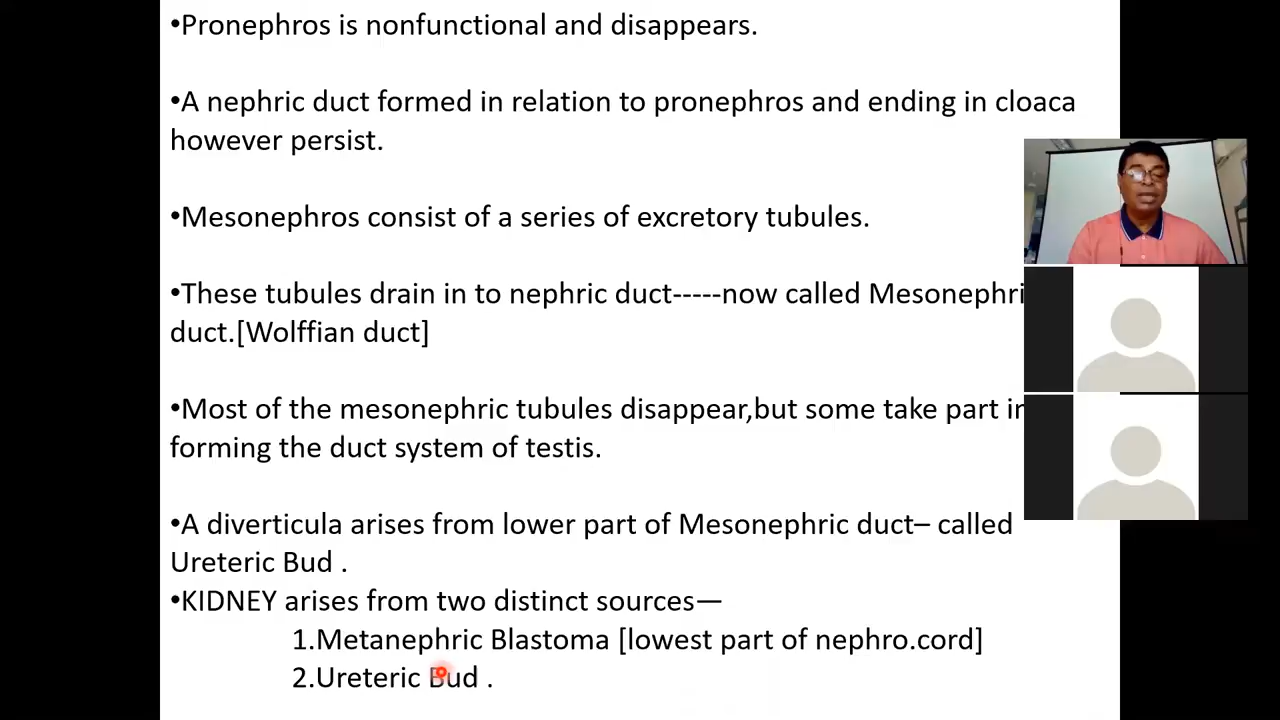 •Pronephros is nonfunctional and disappears.
•A nephric duct formed in relation to pronephros and ending in cloaca
however persist.
•Mesonephros consist of a series of excretory tubules.
•These tubules drain in to nephric duct-----now called Mesonephri
duct.[Wolffian duct]
•Most of the mesonephric tubules disappear,but some take part in
forming the duct system of testis.
•A diverticula arises from lower part of Mesonephric duct– called
Ureteric Bud .
•KIDNEY arises from two distinct sources—
1.Metanephric Blastoma [lowest part of nephro.cord]
2.Ureteric Bud .